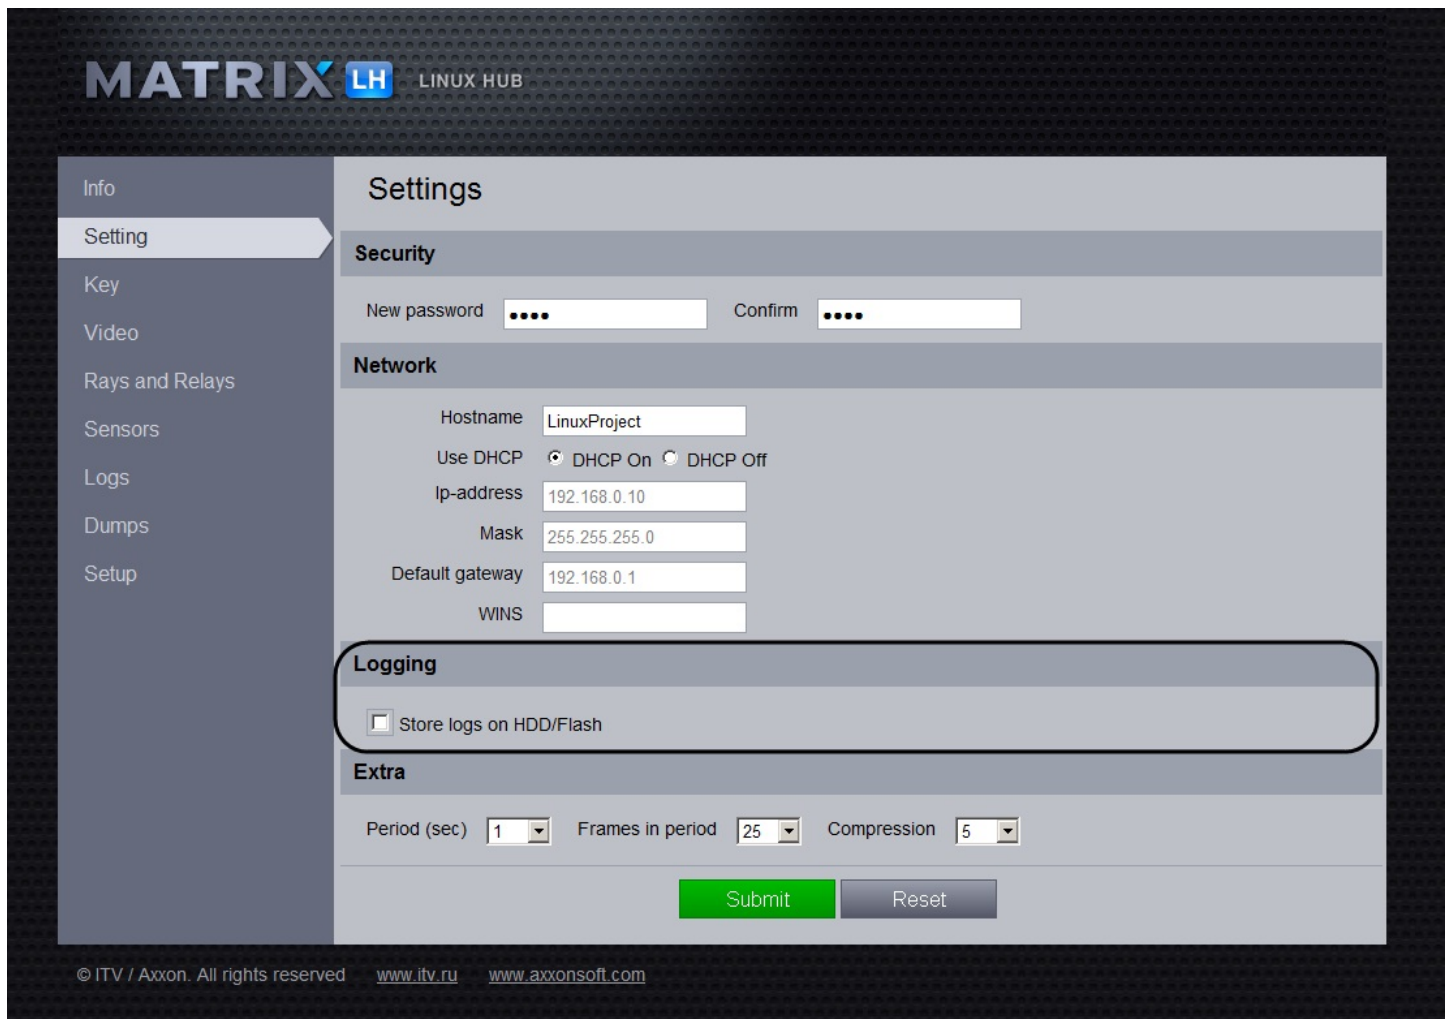 MATRIX LH LINUX HUB
Info
Setting
Key
Video
Rays and Relays
Sensors
Logs
Dumps
Setup
Settings
Security
New password •••• Confirm ••••
Network
Hostname LinuxProject
Use DHCP DHCP On DHCP Off
Ip-address 192.168.0.10
Mask 255.255.255.0
Default gateway 192.168.0.1
WINS
Logging
Store logs on HDD/Flash
Extra
Period (sec) 1 Frames in period 25 Compression 5
Submit Reset
© ITV / Axxon. All rights reserved www.itv.ru www.axxonsoft.com